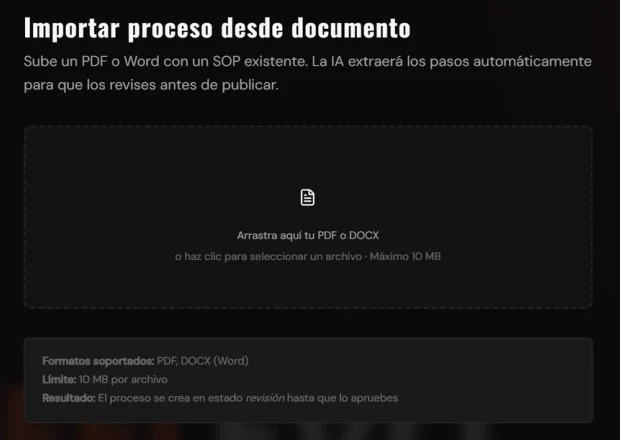 Importar proceso desde documento
Sube un PDF o Word con un SOP existente. La IA extraerá los pasos automáticamente
para que los revises antes de publicar.
Arrastra aquí tu PDF o DOCX
o haz clic para seleccionar un archivo · Máximo 10 MB
Formatos soportados: PDF, DOCX (Word)
Límite: 10 MB por archivo
Resultado: El proceso se crea en estado revisión hasta que lo apruebes